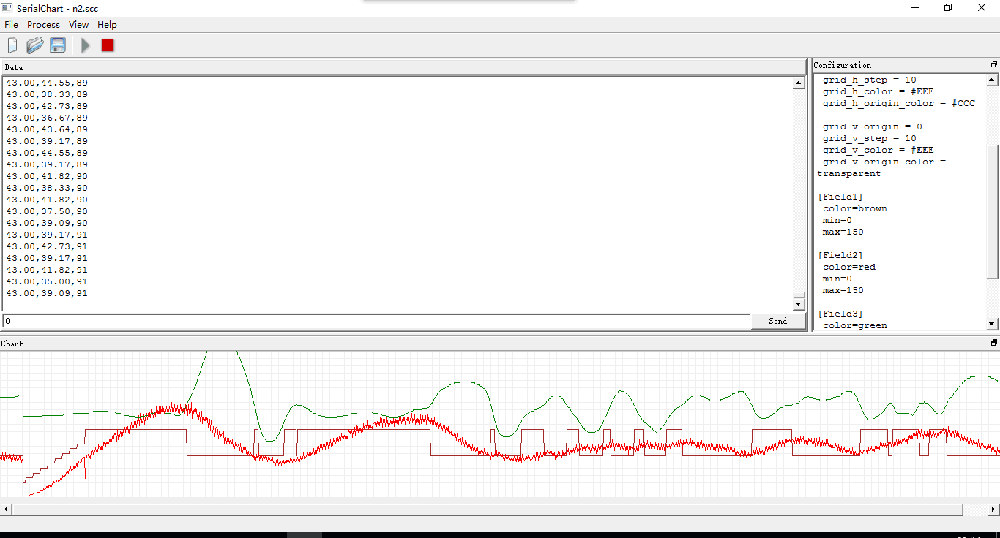 SerialChart - n2.scc
File Process View Help
Data
43.00,44.55,89
43.00,38.33,89
43.00,42.73,89
43.00,36.67,89
43.00,43.64,89
43.00,39.17,89
43.00,44.55,89
43.00,39.17,89
43.00,41.82,90
43.00,38.33,90
43.00,41.82,90
43.00,37.50,90
43.00,39.09,90
43.00,39.17,91
43.00,42.73,91
43.00,39.17,91
43.00,41.82,91
43.00,35.00,91
43.00,39.09,91
0
Send
Configuration
grid_h_step = 10
grid_h_color = #EEE
grid_h_origin_color = #CCC
grid_v_origin = 0
grid_v_step = 10
grid_v_color = #EEE
grid_v_origin_color =
transparent
[Field1]
color=brown
min=0
max=150
[Field2]
color=red
min=0
max=150
[Field3]
color=green
Chart